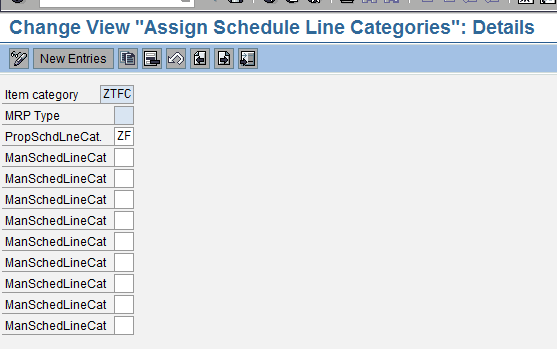 Change View "Assign Schedule Line Categories": Details
New Entries
Item category ZTFC
MRP Type
PropSchdLneCat. ZF
ManSchedLineCat
ManSchedLineCat
ManSchedLineCat
ManSchedLineCat
ManSchedLineCat
ManSchedLineCat
ManSchedLineCat
ManSchedLineCat
ManSchedLineCat